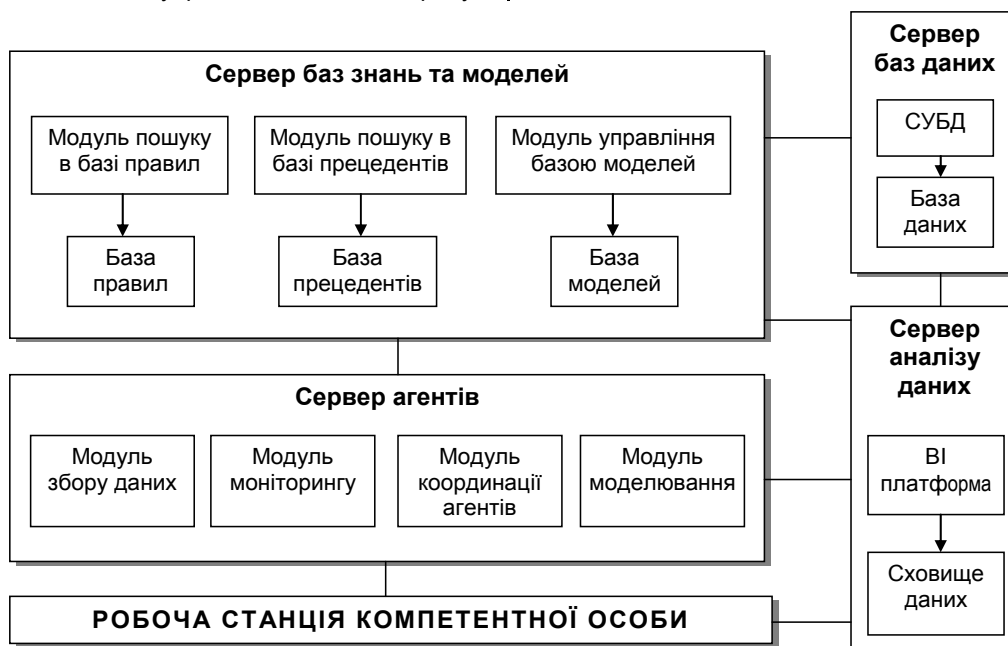 Сервер баз знань та моделей
Модуль пошуку
в базі правил
Модуль пошуку в
базі прецедентів
Модуль управління
базою моделей
База
правил
База
прецедентів
База
моделей
Сервер
баз даних
СУБД
База
даних
Сервер агентів
Модуль
збору даних
Модуль
моніторингу
Модуль
координації
агентів
Модуль
моделювання
Сервер
аналізу
даних
BI
платформа
Сховище
даних
РОБОЧА СТАНЦІЯ КОМПЕТЕНТНОЇ ОСОБИ